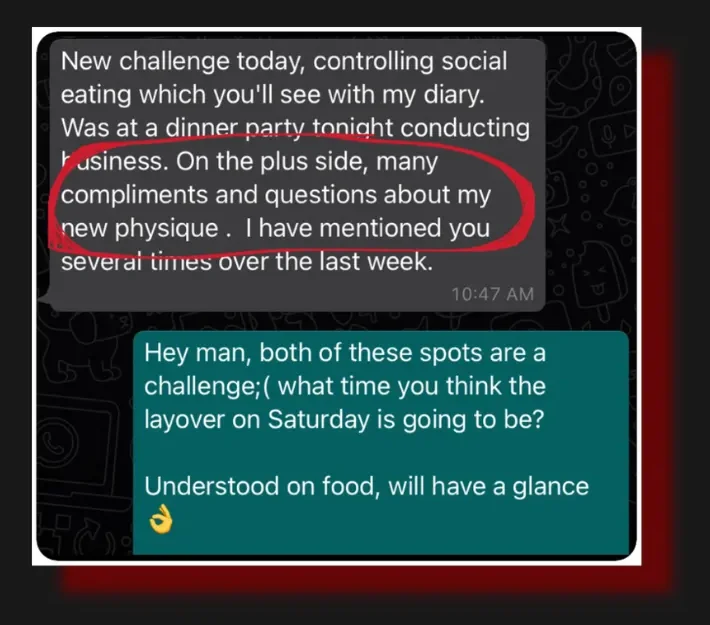 New challenge today, controlling social
eating which you'll see with my diary.
Was at a dinner party tonight conducting
business. On the plus side, many
compliments and questions about my
new physique . I have mentioned you
several times over the last week.
10:47 AM
Hey man, both of these spots are a
challenge;( what time you think the
layover on Saturday is going to be?
Understood on food, will have a glance
👌